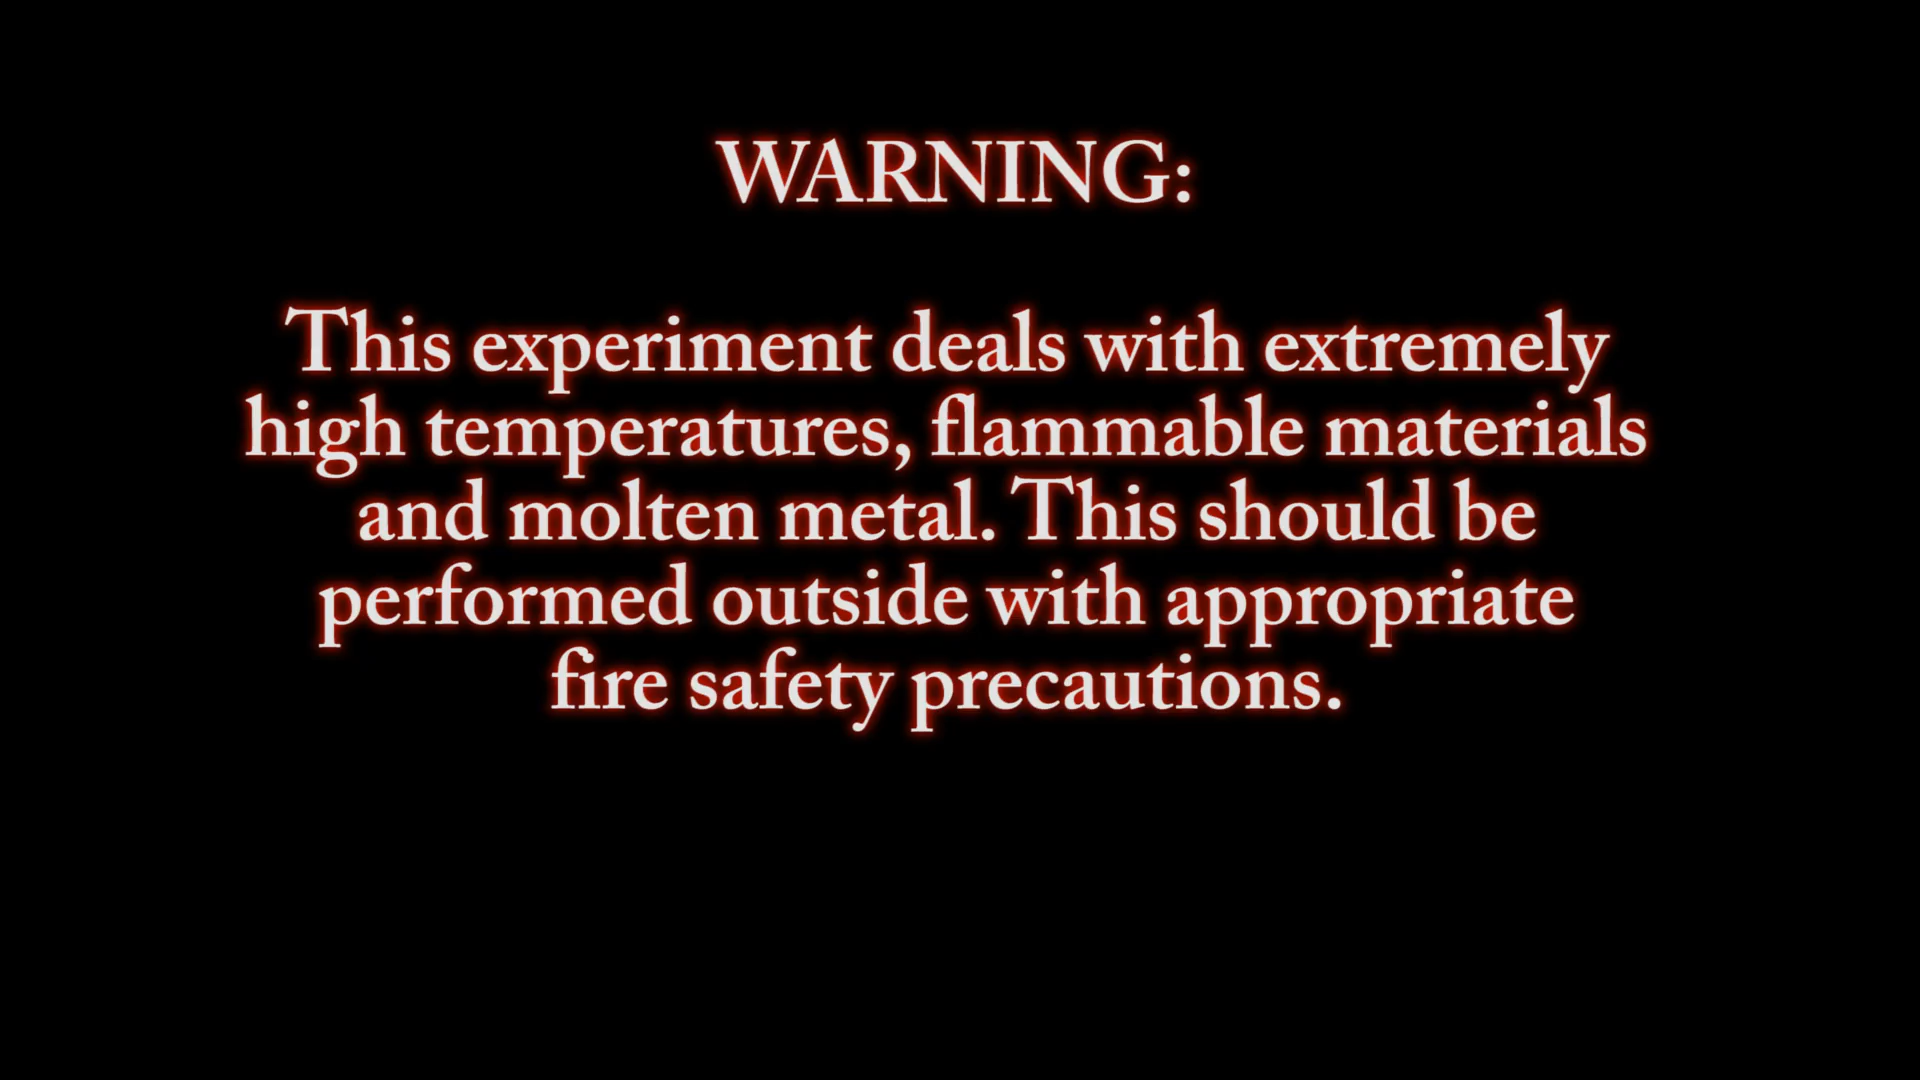 WARNING:
This experiment deals with extremely
high temperatures, flammable materials
and molten metal. This should be
performed outside with appropriate
fire safety precautions.